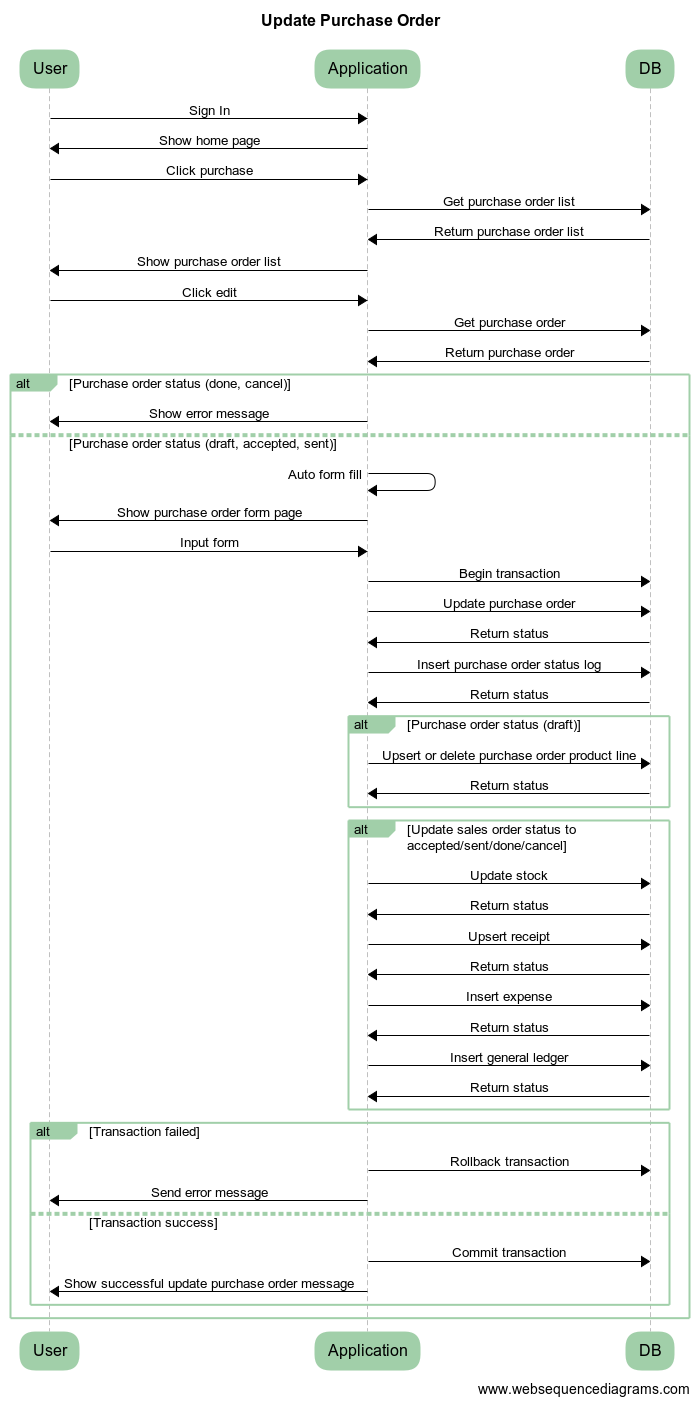 Update Purchase Order
User
Application
DB
Sign In
Show home page
Click purchase
Get purchase order list
Return purchase order list
Show purchase order list
Click edit
Get purchase order
Return purchase order
alt [Purchase order status (done, cancel)]
Show error message
[Purchase order status (draft, accepted, sent)]
Auto form fill
Show purchase order form page
Input form
Begin transaction
Update purchase order
Return status
Insert purchase order status log
Return status
alt [Purchase order status (draft)]
Upsert or delete purchase order product line
Return status
alt [Update sales order status to
accepted/sent/done/cancel]
Update stock
Return status
Upsert receipt
Return status
Insert expense
Return status
Insert general ledger
Return status
alt [Transaction failed]
Rollback transaction
Send error message
[Transaction success]
Commit transaction
Show successful update purchase order message
User
Application
DB
www.websequencediagrams.com